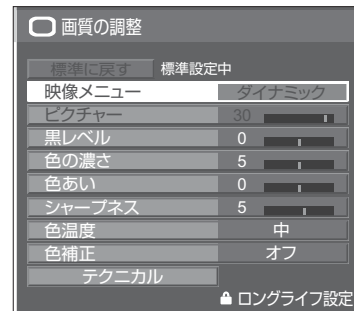 画質の調整
標準に戻す 標準設定中
映像メニュー ダイナミック
ピクチャー 30
黒レベル 0
色の濃さ 5
色あい 0
シャープネス 5
色温度 中
色補正 オフ
テクニカル
ロングライフ設定